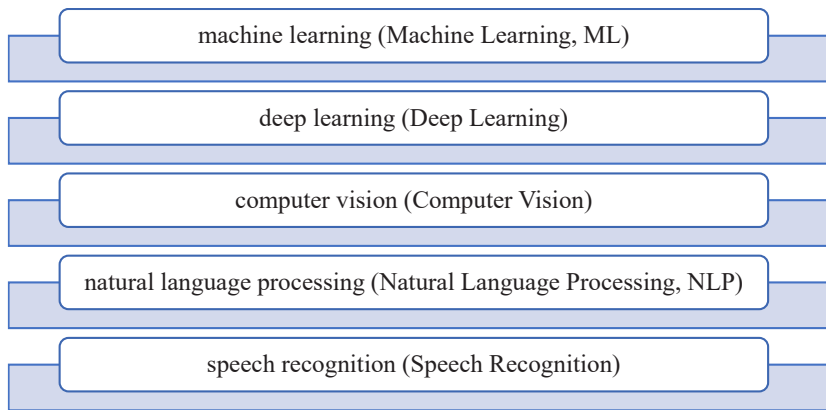 machine learning (Machine Learning, ML)
deep learning (Deep Learning)
computer vision (Computer Vision)
natural language processing (Natural Language Processing, NLP)
speech recognition (Speech Recognition)